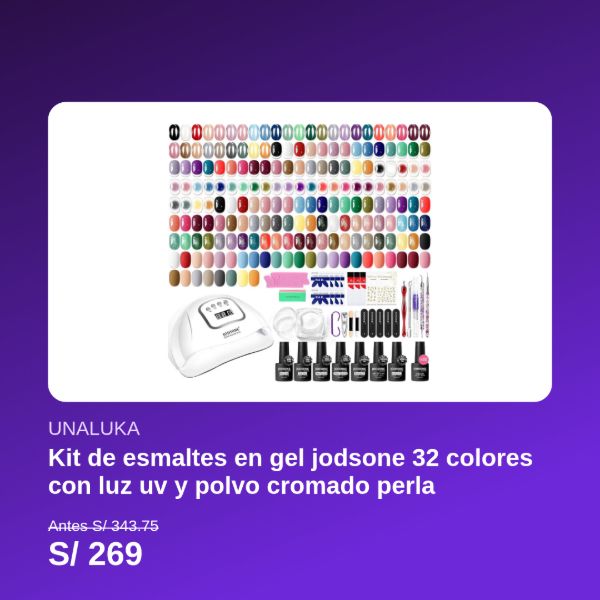 UNALUKA
Kit de esmaltes en gel jodsone 32 colores
con luz uv y polvo cromado perla
Antes S/ 343.75
S/ 269